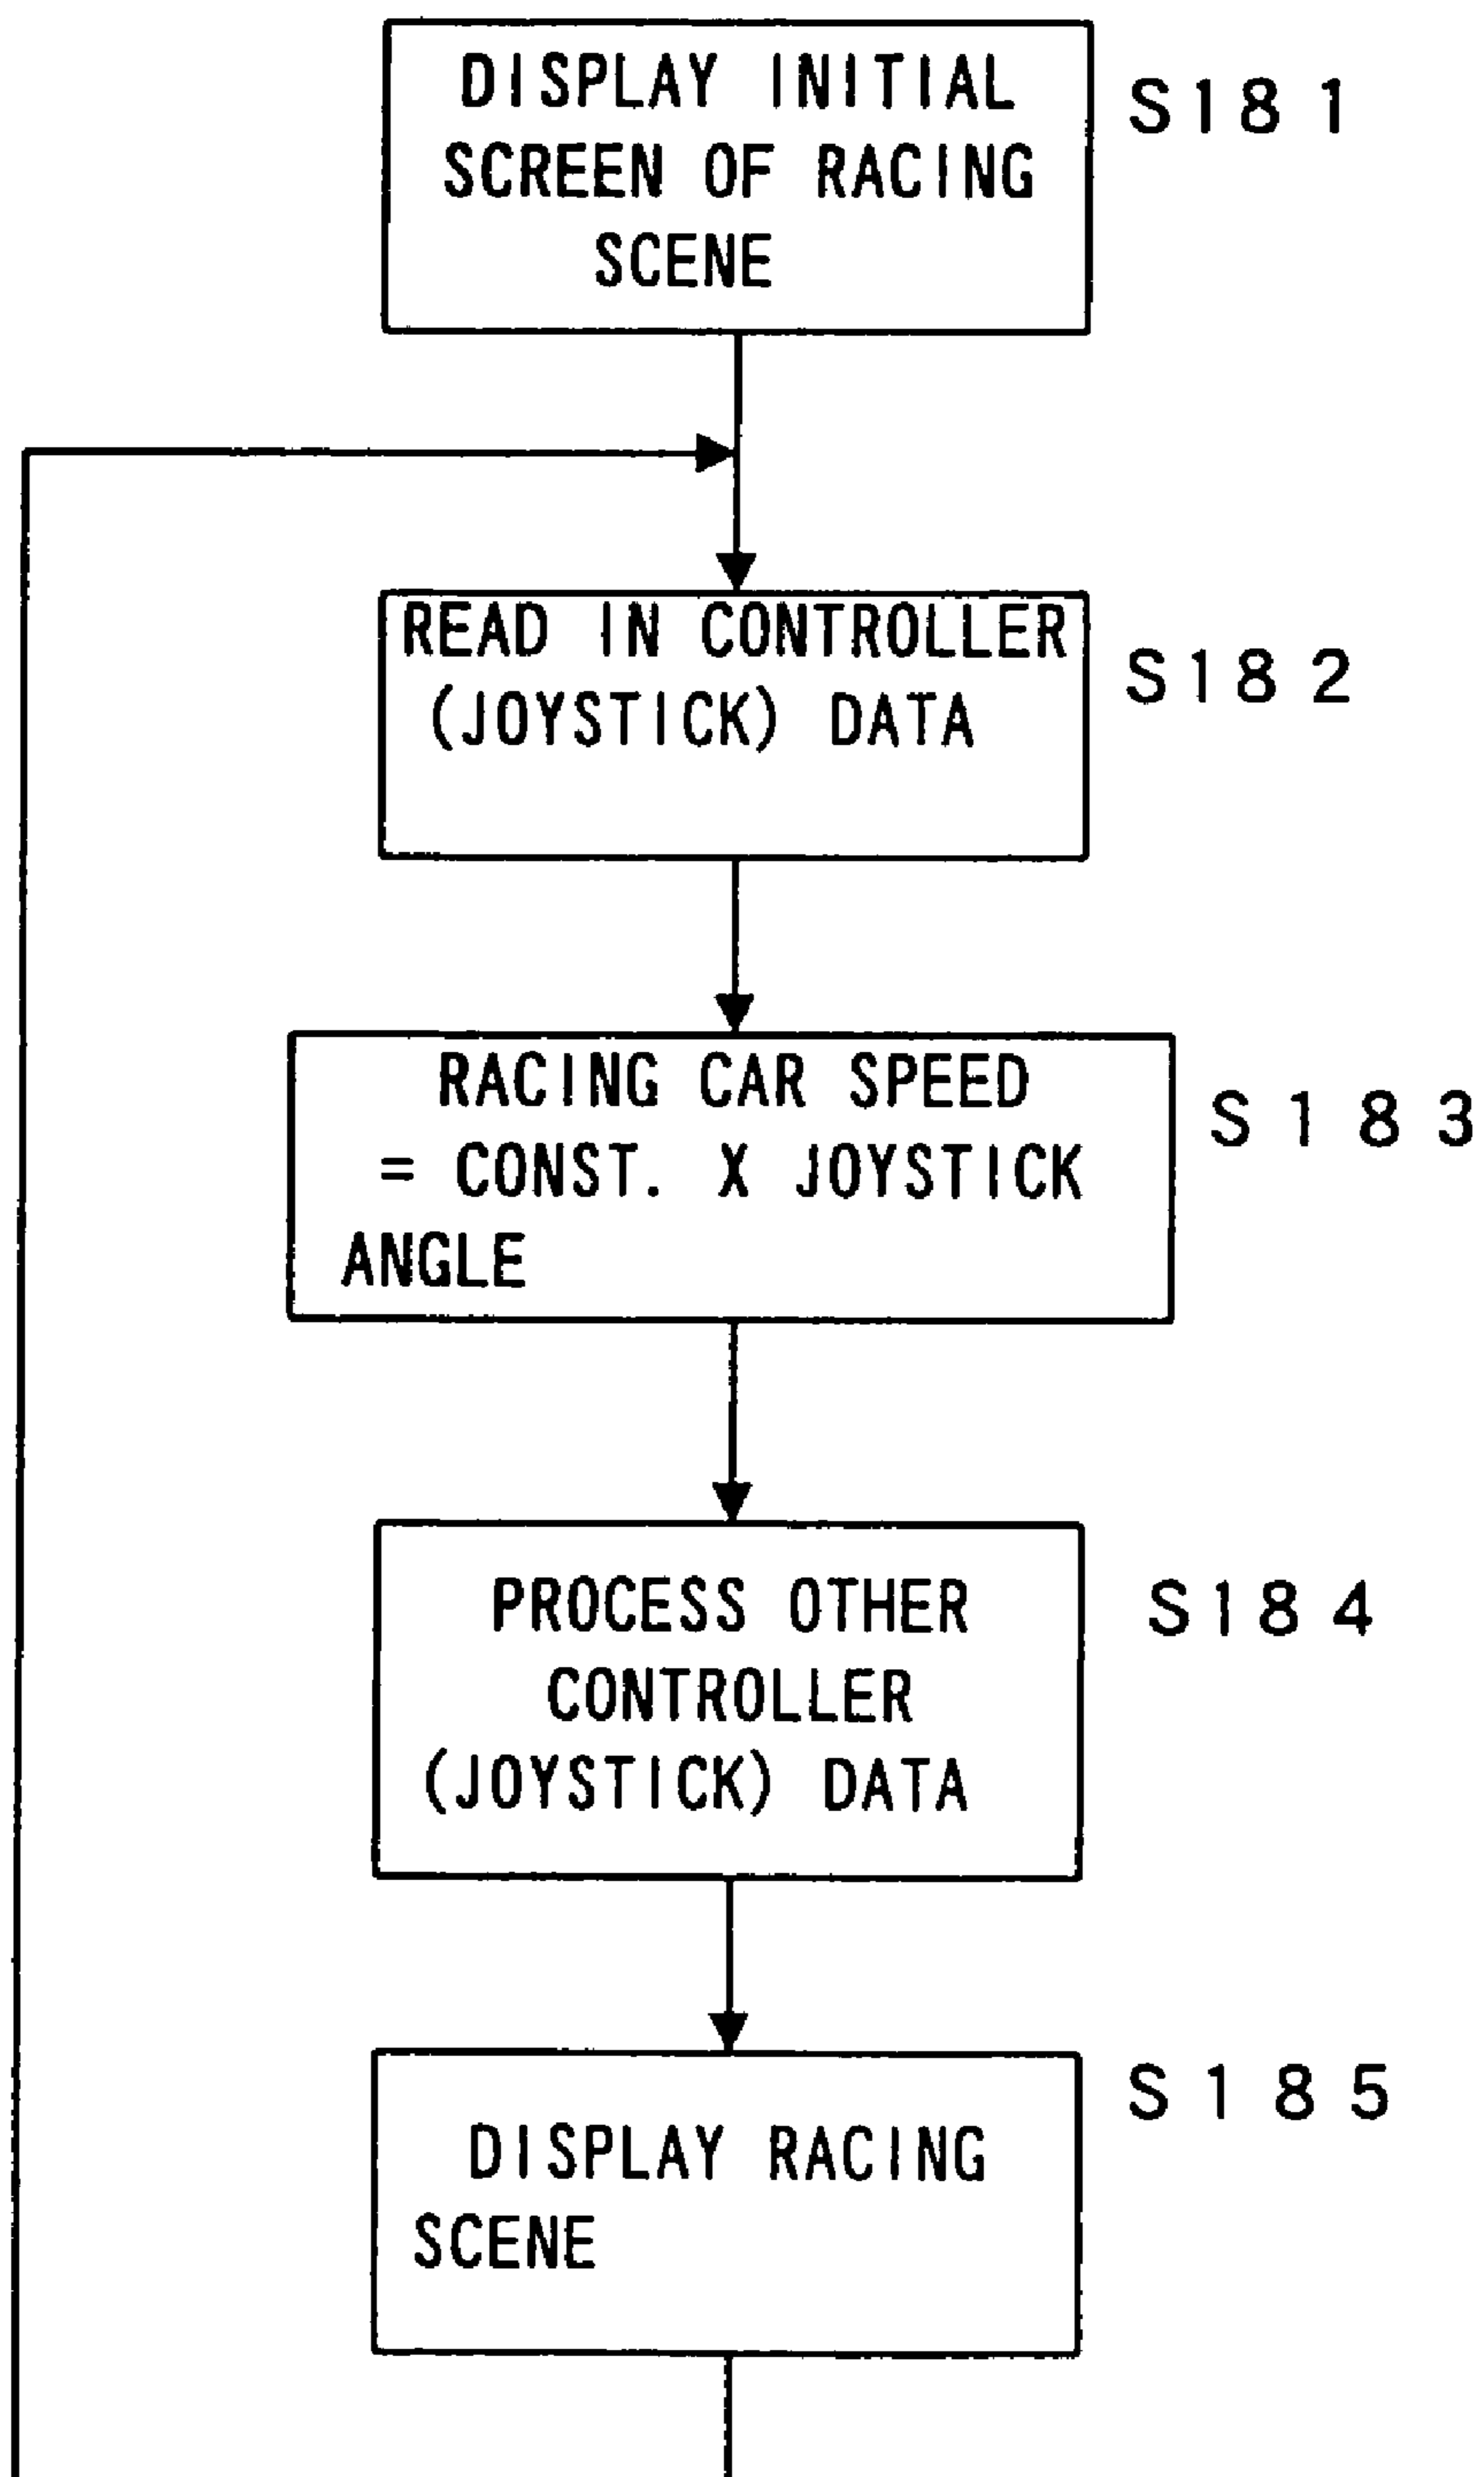 DISPLAY INITIAL
SCREEN OF RACING
SCENE
S181
READ IN CONTROLLER
(JOYSTICK) DATA
S182
RACING CAR SPEED
= CONST. X JOYSTICK
ANGLE
S183
PROCESS OTHER
CONTROLLER
(JOYSTICK) DATA
S184
DISPLAY RACING
SCENE
S185